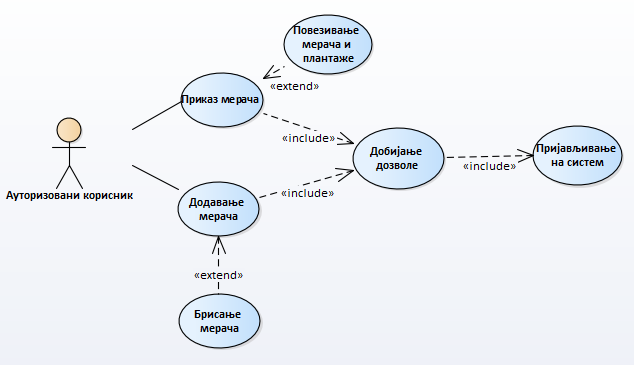 Повезивање
мерача и
плантаже
«extend»
Приказ мерача
«include»
Добијање
дозволе
Пријављивање
на систем
«include»
Ауторизовани корисник
Додавање
мерача
«include»
«extend»
Брисање
мерача